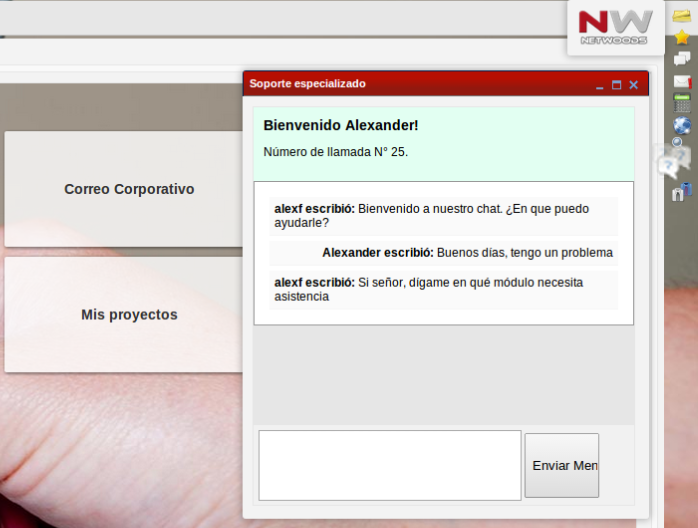 NW
NETWOODS
Soporte especializado
Bienvenido Alexander!
Número de llamada N° 25.
Correo Corporativo
alexf escribió: Bienvenido a nuestro chat. ¿En que puedo
ayudarle?
Alexander escribió: Buenos días, tengo un problema
alexf escribió: Si señor, dígame en qué módulo necesita
asistencia
Mis proyectos
Enviar Men